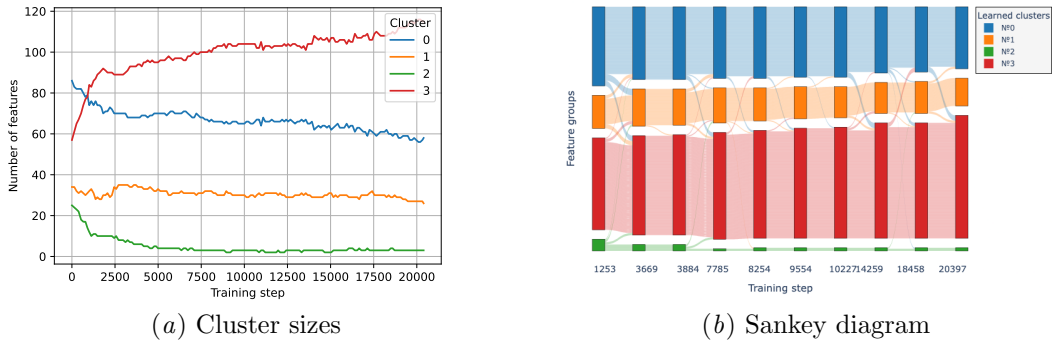 Number of features
120
100
80
60
40
20
0
0 2500 5000 7500 10000 12500 15000 17500 20000
Training step
Cluster
0
1
2
3
(a) Cluster sizes
Feature groups
1253 3669 3884 7785 8254 9554 10227 14259 18458 20397
Training step
Learned clusters
№0
№1
№2
№3
(b) Sankey diagram